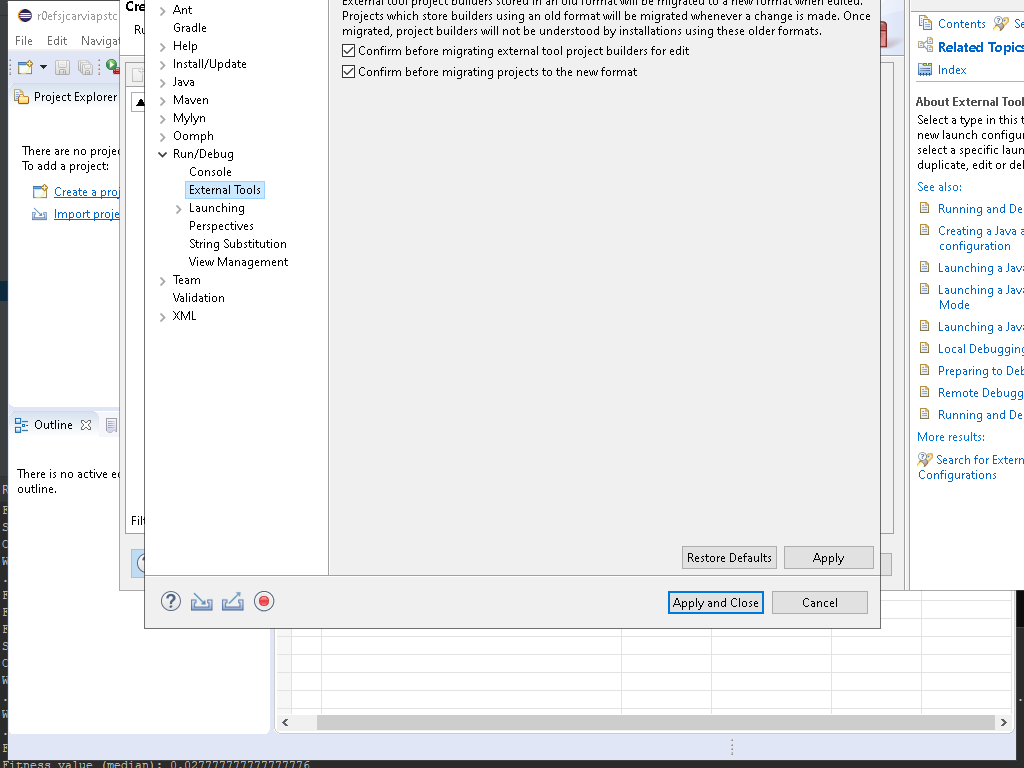 r0efsjcarviapstc
File Edit Navigat
Project Explorer
There are no proje
To add a project:
Create a proj
Import proje
Outline
There is no active e
outline.
Cre
Ru
Filt
Ant
Gradle
Help
Install/Update
Java
Maven
Mylyn
Oomph
Run/Debug
Console
External Tools
Launching
Perspectives
String Substitution
View Management
Team
Validation
XML
External tool project builders stored in an old format will be migrated to a new format when edited.
Projects which store builders using an old format will be migrated whenever a change is made. Once
migrated, project builders will not be understood by installations using these older formats.
Confirm before migrating external tool project builders for edit
Confirm before migrating projects to the new format
Restore Defaults Apply
Apply and Close Cancel
Contents Se
Related Topics
Index
About External Tool
Select a type in this t
new launch configur
select a specific laun
duplicate, edit or del
See also:
Running and De
Creating a Java a
configuration
Launching a Java
Launching a Java
Mode
Launching a Java
Local Debugging
Preparing to Deb
Remote Debugg
Running and De
More results:
Search for Extern
Configurations
Fitness value (median): 0.027777777777777776